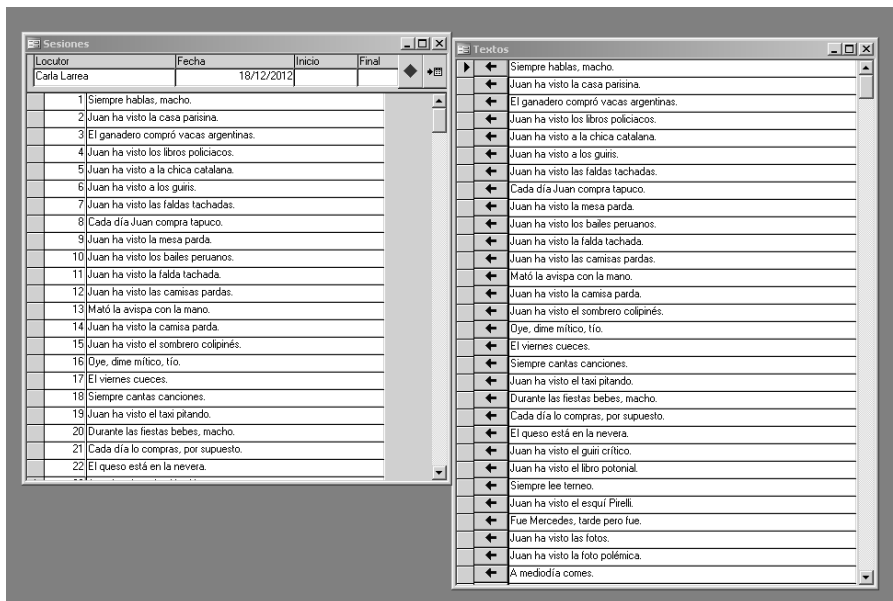 Sesiones
Locutor Fecha Inicio Final
Carla Larrea 18/12/2012
1 Siempre hablas, macho.
2 Juan ha visto la casa parisina.
3 El ganadero compró vacas argentinas.
4 Juan ha visto los libros policiacos.
5 Juan ha visto a la chica catalana.
6 Juan ha visto a los guiris.
7 Juan ha visto las faldas tachadas.
8 Cada día Juan compra tapuco.
9 Juan ha visto la mesa parda.
10 Juan ha visto los bailes peruanos.
11 Juan ha visto la falda tachada.
12 Juan ha visto las camisas pardas.
13 Mató la avispa con la mano.
14 Juan ha visto la camisa parda.
15 Juan ha visto el sombrero colipinés.
16 Oye, dime mítico, tío.
17 El viernes cueces.
18 Siempre cantas canciones.
19 Juan ha visto el taxi pitando.
20 Durante las fiestas bebes, macho.
21 Cada día lo compras, por supuesto.
22 El queso está en la nevera.
Textos
Siempre hablas, macho.
Juan ha visto la casa parisina.
El ganadero compró vacas argentinas.
Juan ha visto los libros policiacos.
Juan ha visto a la chica catalana.
Juan ha visto a los guiris.
Juan ha visto las faldas tachadas.
Cada día Juan compra tapuco.
Juan ha visto la mesa parda.
Juan ha visto los bailes peruanos.
Juan ha visto la falda tachada.
Juan ha visto las camisas pardas.
Mató la avispa con la mano.
Juan ha visto la camisa parda.
Juan ha visto el sombrero colipinés.
Oye, dime mítico, tío.
El viernes cueces.
Siempre cantas canciones.
Juan ha visto el taxi pitando.
Durante las fiestas bebes, macho.
Cada día lo compras, por supuesto.
El queso está en la nevera.
Juan ha visto el guiri crítico.
Juan ha visto el libro potonial.
Siempre lee terneo.
Juan ha visto el esquí Pirelli.
Fue Mercedes, tarde pero fue.
Juan ha visto las fotos.
Juan ha visto la foto polémica.
A mediodía comes.